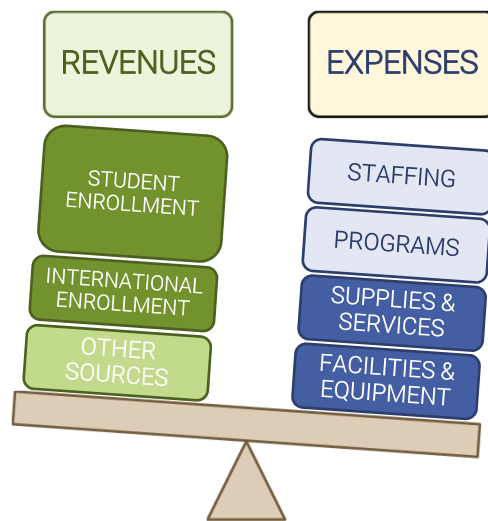 REVENUES
STUDENT
ENROLLMENT
INTERNATIONAL
ENROLLMENT
OTHER
SOURCES
EXPENSES
STAFFING
PROGRAMS
SUPPLIES &
SERVICES
FACILITIES &
EQUIPMENT